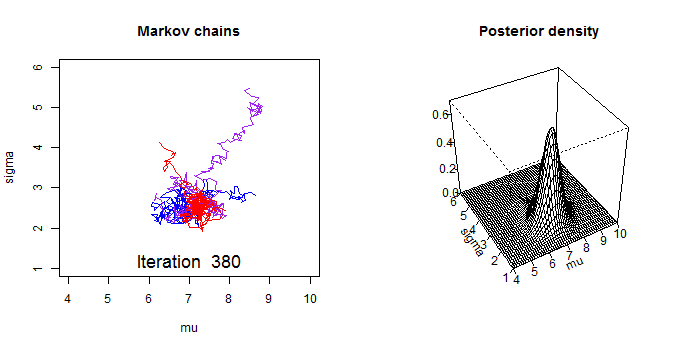 Markov chains
sigma
6
5
4
3
2
1
Iteration 380
4 5 6 7 8 9 10
mu
Posterior density
0.6
0.4
0.2
0.0
6
5
4
3
2
1
sigma
4
5
6
7
8
9
10
mu